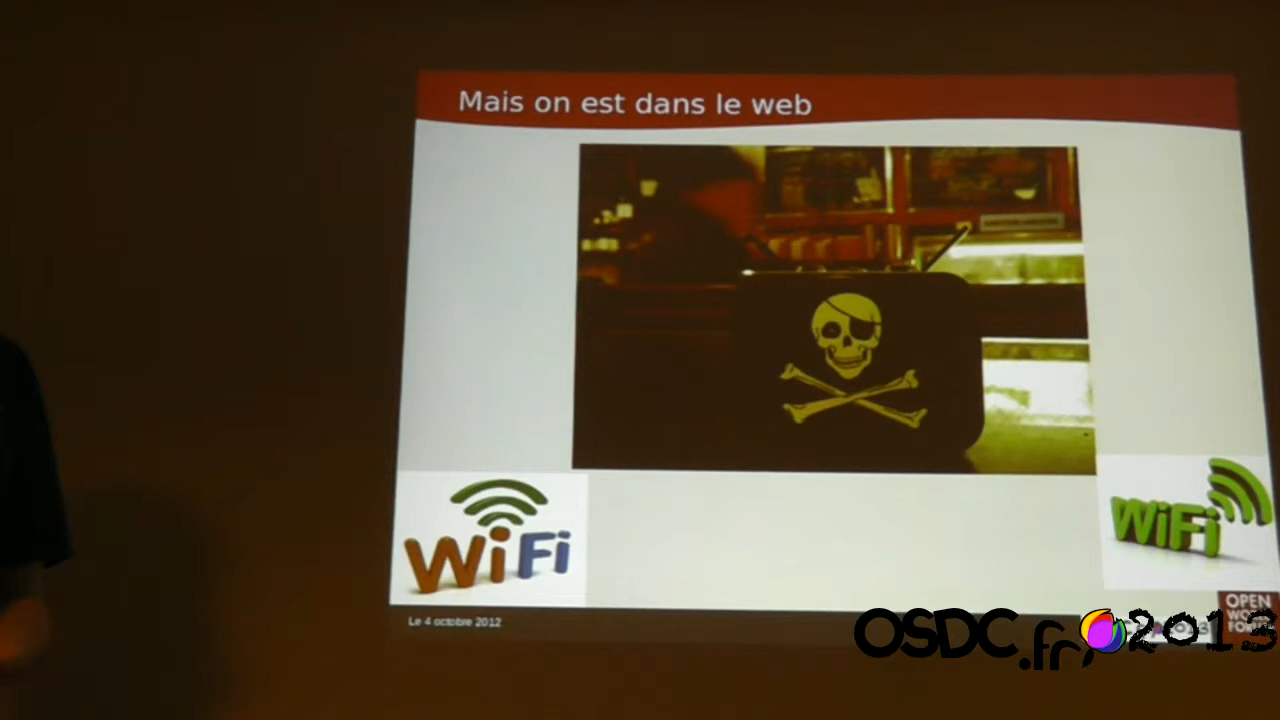 Mais on est dans le web
WiFi
WiFi
Le 4 octobre 2012
OPEN
OSDC.fr 2013